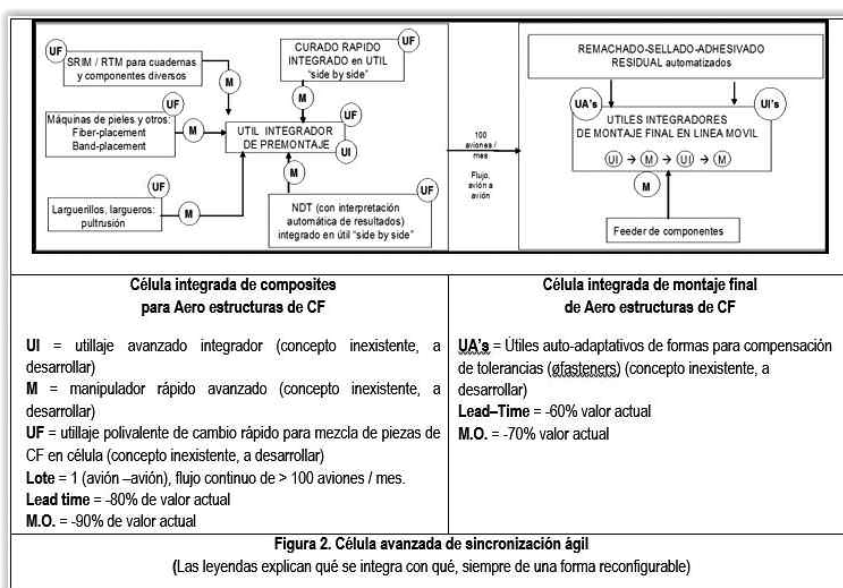 UF
SRIM / RTM para cuadernas
y componentes diversos
M
CURADO RAPIDO
INTEGRADO en UTIL
"side by side"
UF
M
UF
Máquinas de pieles y otros:
Fiber-placement
Band-placement
M
UTIL INTEGRADOR
DE PREMONTAJE
UF
UI
UF
Larguerillos, largueros:
pultrusión
M
M
NDT (con interpretación
automática de resultados)
integrado en útil "side by side"
UF
100
aviones /
mes
Flujo,
avión a
avión
REMACHADO-SELLADO-ADHESIVADO
RESIDUAL automatizados
UA's
UI's
UTILES INTEGRADORES
DE MONTAJE FINAL EN LINEA MOVIL
UI → M → UI → M
M
Feeder de componentes
Célula integrada de composites
para Aero estructuras de CF
UI = utillaje avanzado integrador (concepto inexistente, a
desarrollar)
M = manipulador rápido avanzado (concepto inexistente, a
desarrollar)
UF = utillaje polivalente de cambio rápido para mezcla de piezas de
CF en célula (concepto inexistente, a desarrollar)
Lote = 1 (avión –avión), flujo continuo de > 100 aviones / mes.
Lead time = -80% de valor actual
M.O. = -90% de valor actual
Célula integrada de montaje final
de Aero estructuras de CF
UA's = Útiles auto-adaptativos de formas para compensación
de tolerancias (øfasteners) (concepto inexistente, a
desarrollar)
Lead–Time = -60% valor actual
M.O. = -70% valor actual
Figura 2. Célula avanzada de sincronización ágil
(Las leyendas explican qué se integra con qué, siempre de una forma reconfigurable)